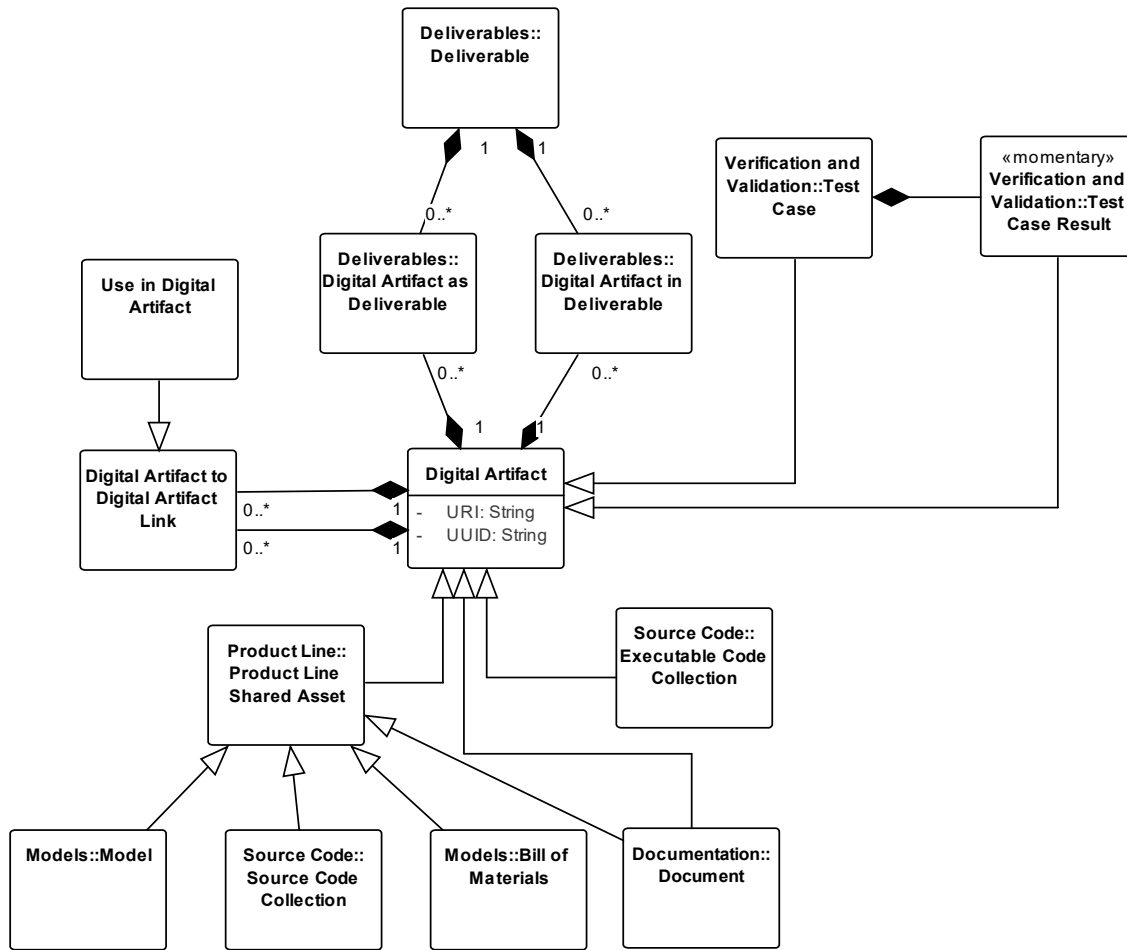 Deliverables::
Deliverable
1
1
0..*
0..*
Verification and
Validation::Test
Case
«momentary»
Verification and
Validation::Test
Case Result
Deliverables::
Digital Artifact as
Deliverable
Deliverables::
Digital Artifact in
Deliverable
Use in Digital
Artifact
0..*
0..*
1
1
Digital Artifact to
Digital Artifact
Link
0..*
1
0..*
1
Digital Artifact
- URI: String
- UUID: String
Product Line::
Product Line
Shared Asset
Source Code::
Executable Code
Collection
Models::Model
Source Code::
Source Code
Collection
Models::Bill of
Materials
Documentation::
Document